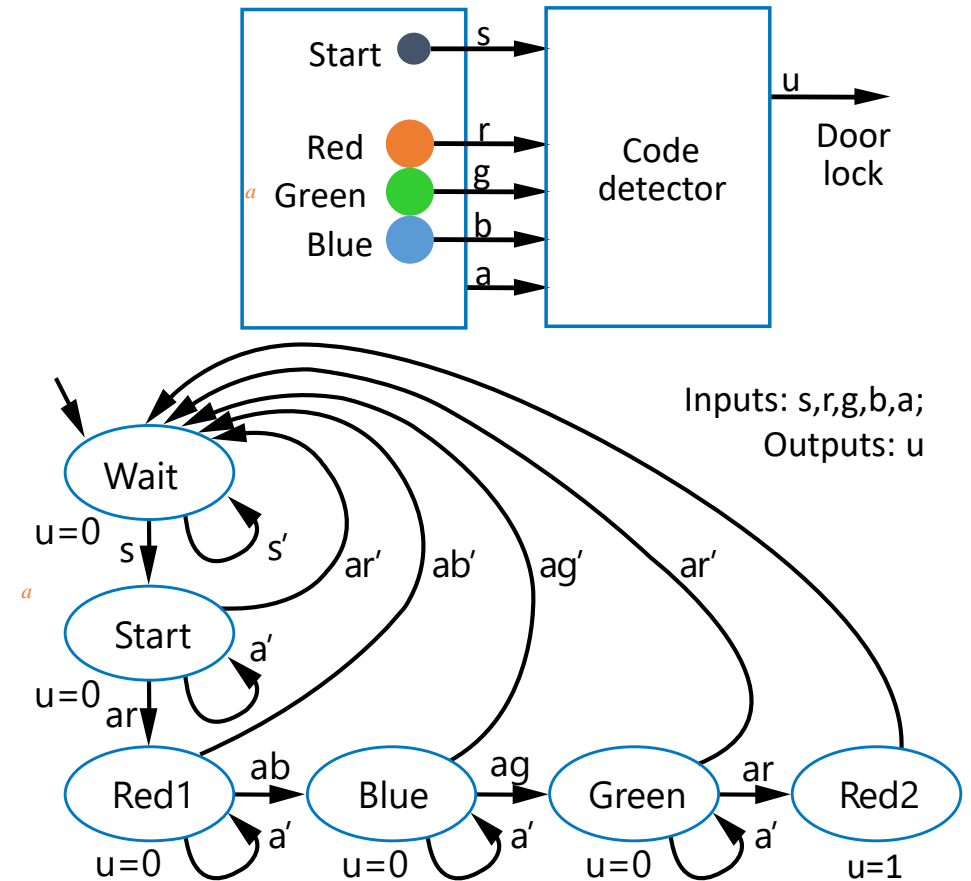 Start
s
u
Red
r
Code
detector
Door
lock
a
Green
g
Blue
b
a
Inputs: s,r,g,b,a;
Outputs: u
Wait
u=0
s
s′
ar′
ab′
ag′
ar′
a
Start
a′
u=0
ar
Red1
ab
Blue
ag
Green
ar
Red2
a′
a′
a′
u=0
u=0
u=0
u=1